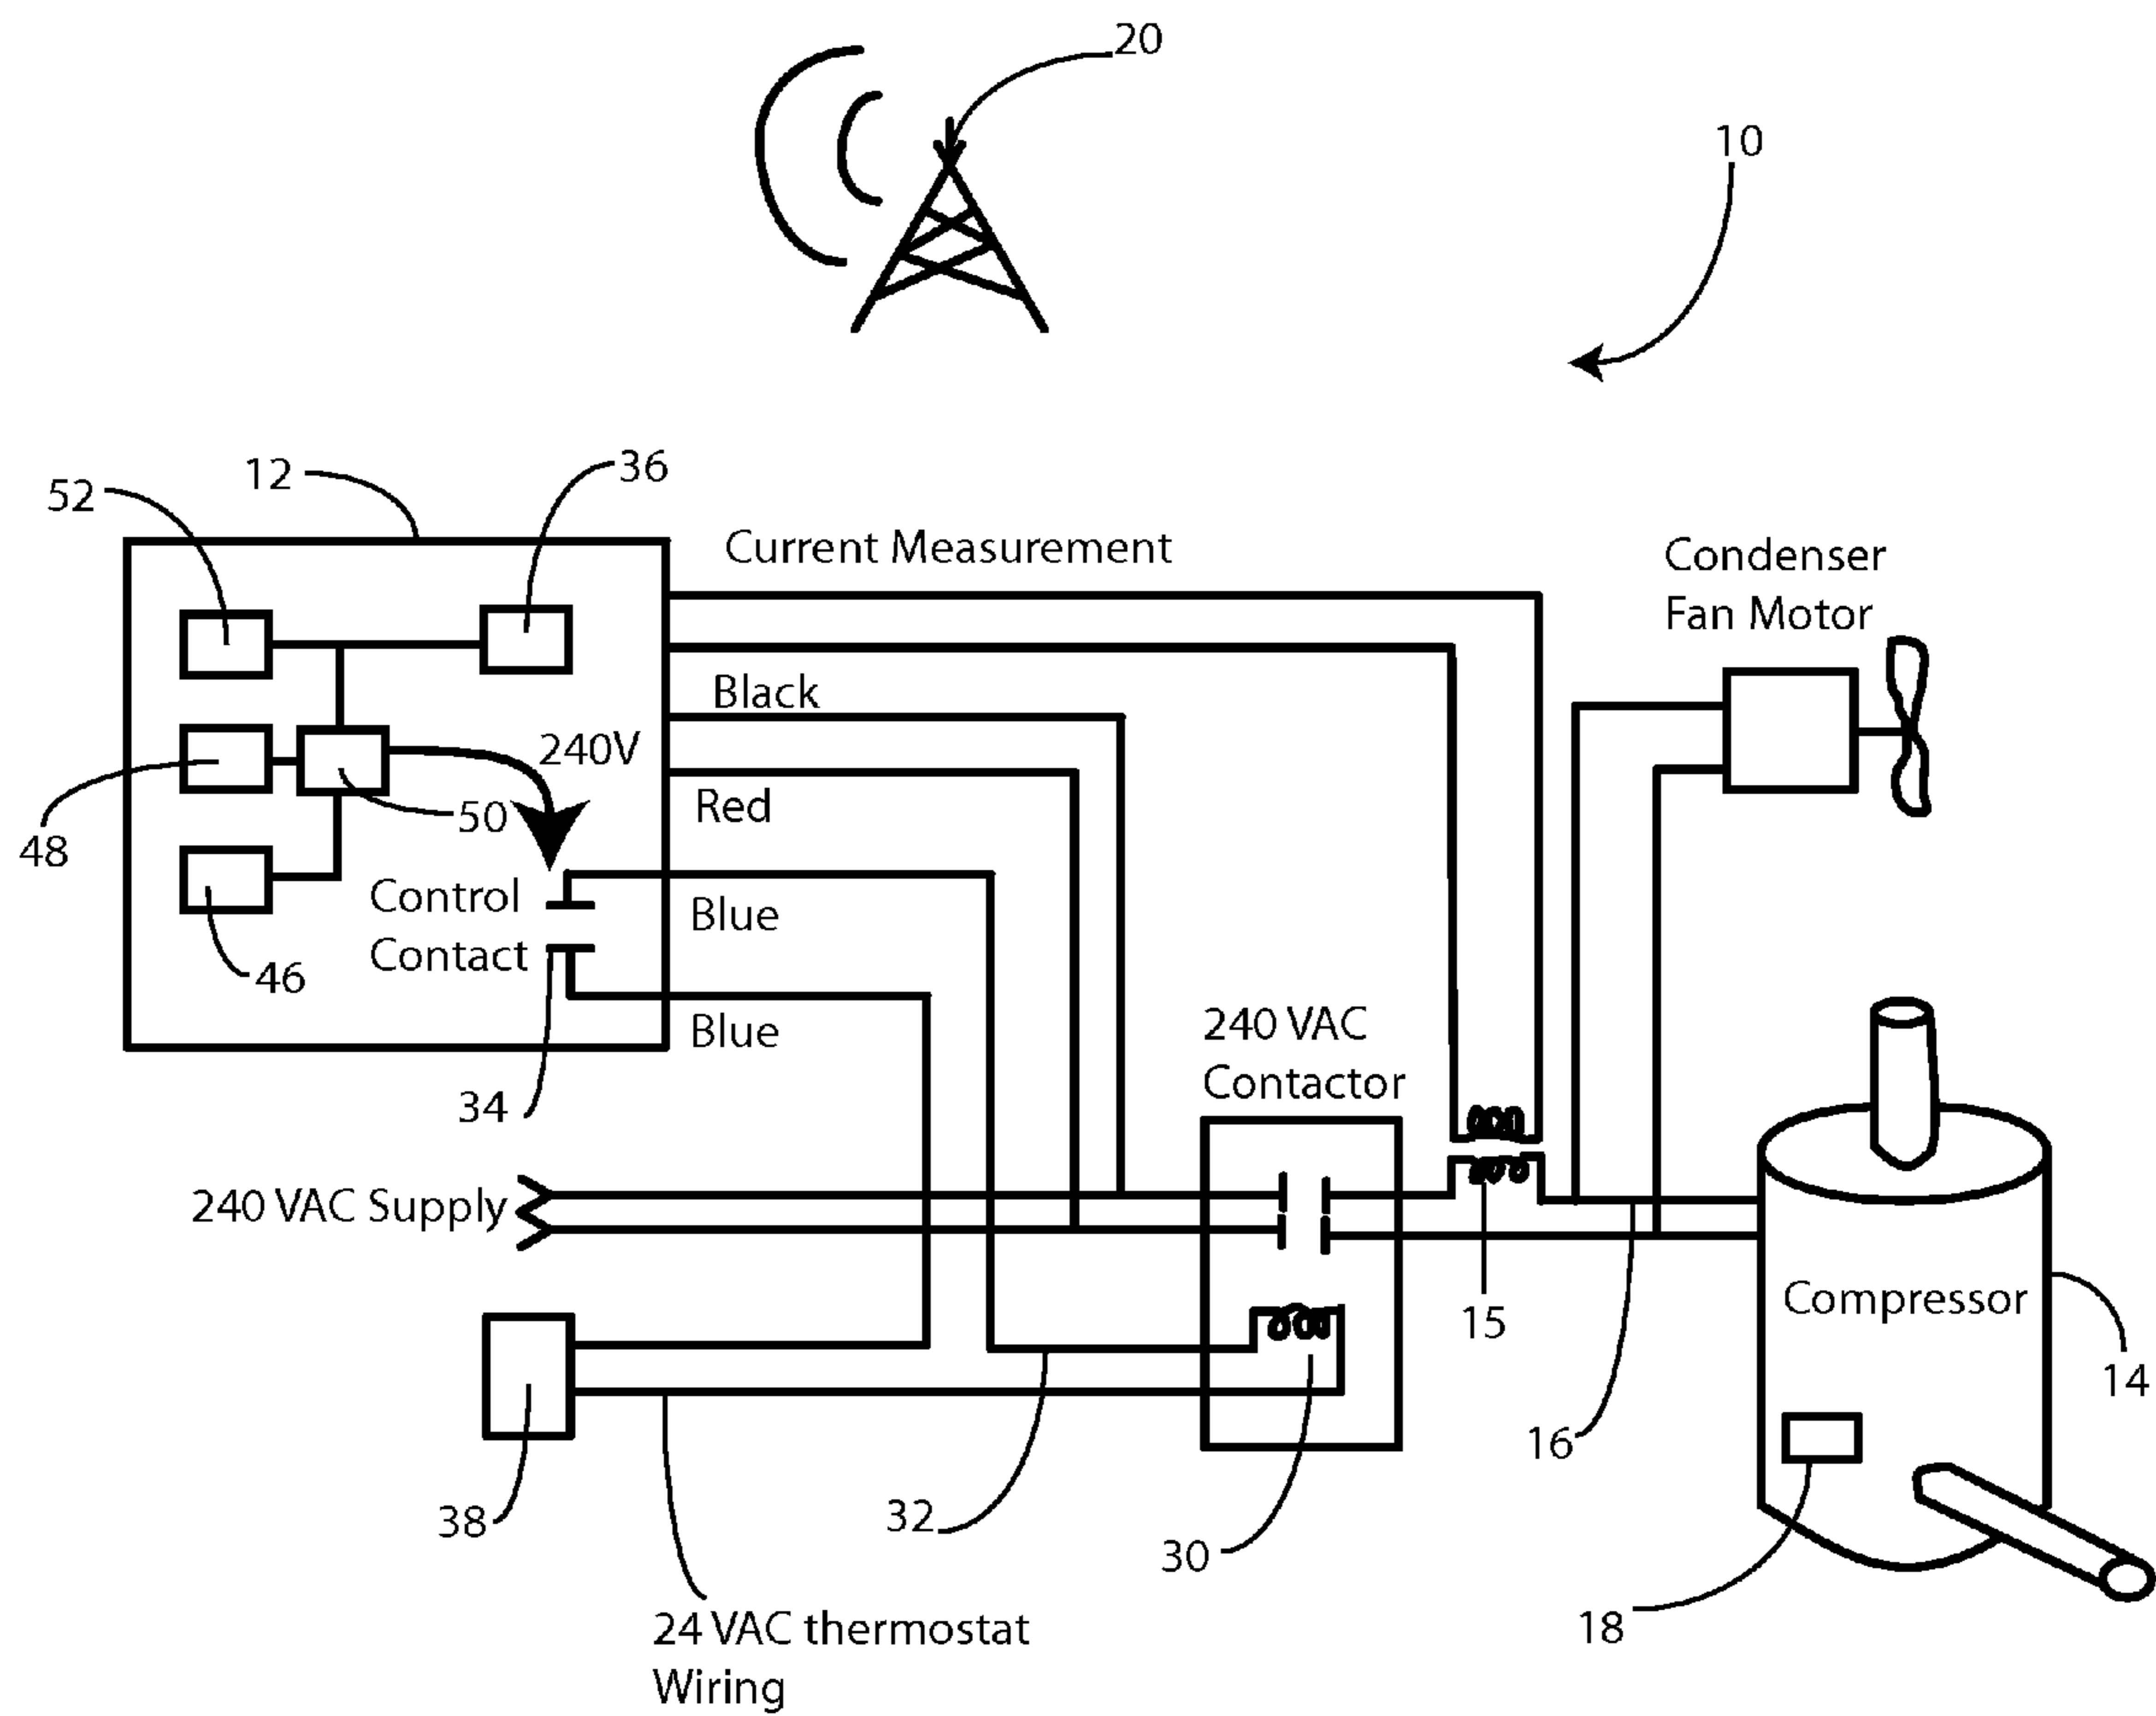 20
10
12
36
52
Current Measurement
Condenser
Fan Motor
Black
240V
Red
50
48
Control
Contact
Blue
46
Blue
240 VAC
Contactor
34
240 VAC Supply
Compressor
15
14
16
38
32
30
18
24 VAC thermostat
Wiring